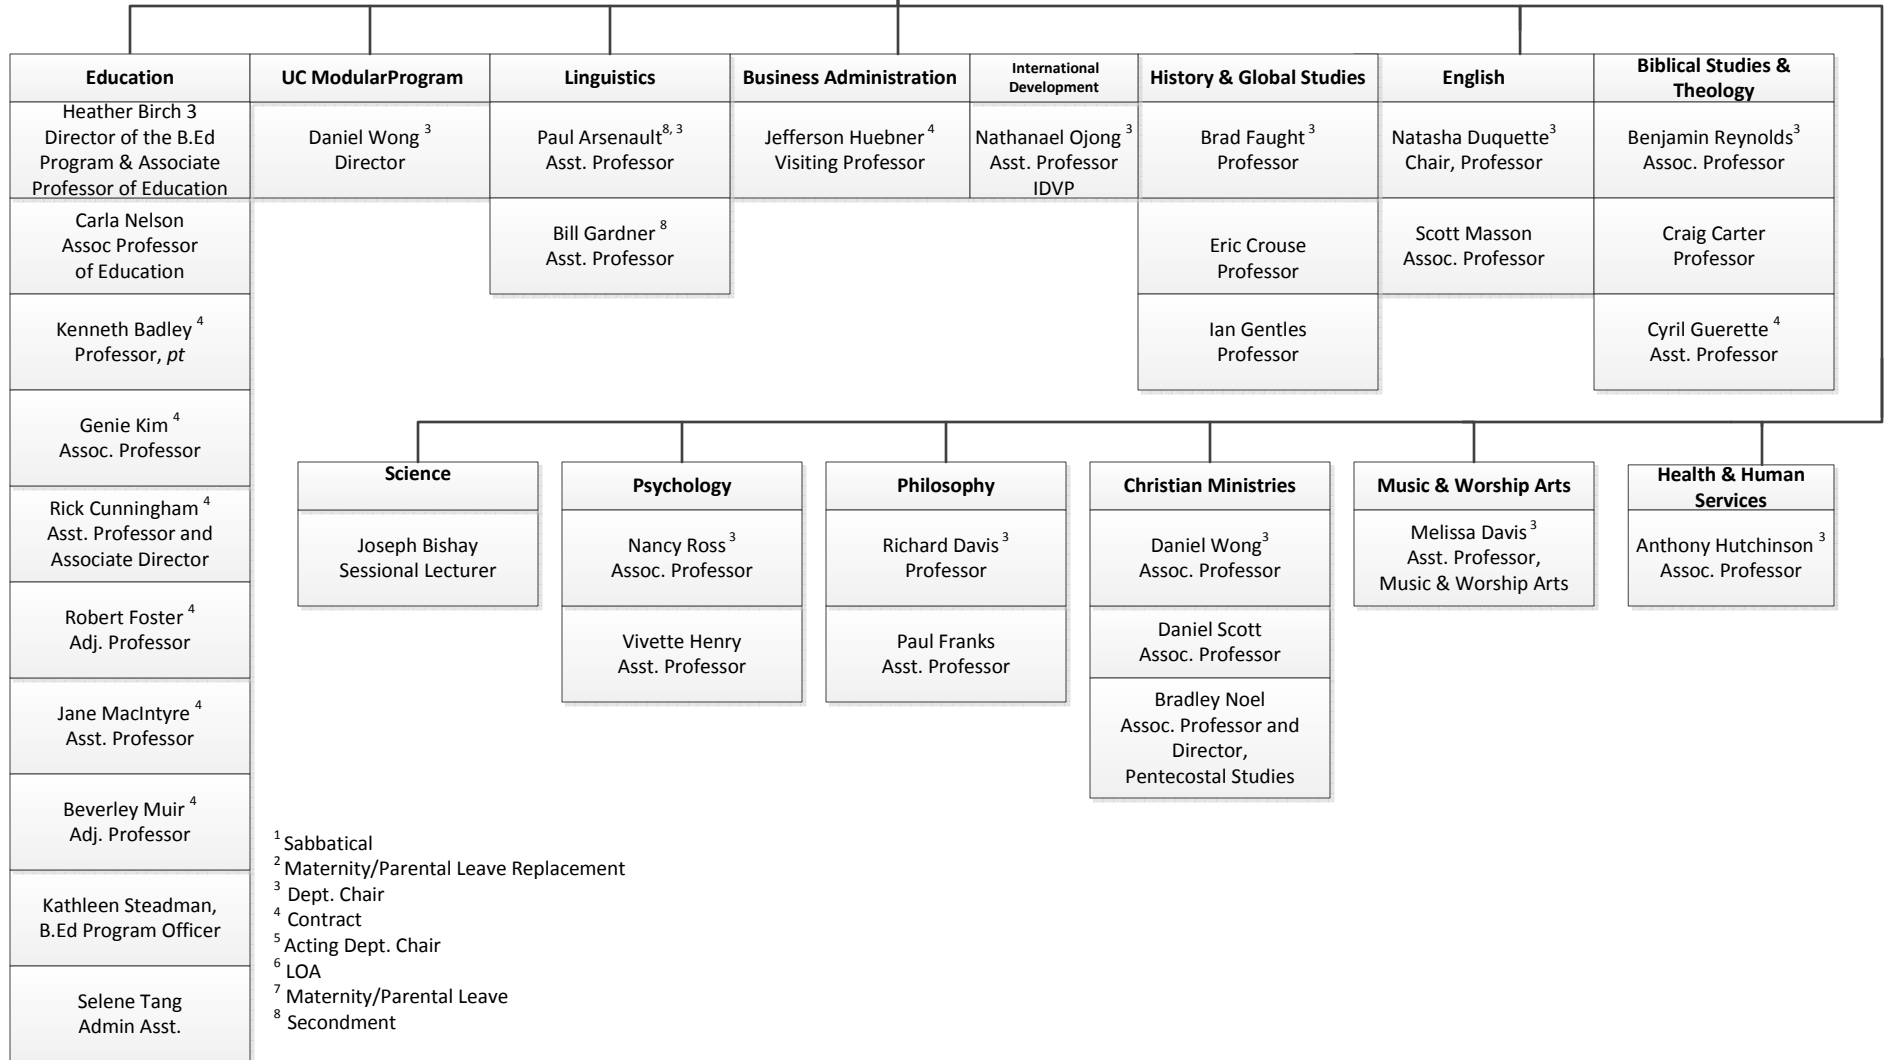 Education
Heather Birch 3
Director of the B.Ed
Program & Associate
Professor of Education
Carla Nelson
Assoc Professor
of Education
Kenneth Badley 4
Professor, pt
Genie Kim 4
Assoc. Professor
Rick Cunningham 4
Asst. Professor and
Associate Director
Robert Foster 4
Adj. Professor
Jane MacIntyre 4
Asst. Professor
Beverley Muir 4
Adj. Professor
Kathleen Steadman,
B.Ed Program Officer
Selene Tang
Admin Asst.
UC ModularProgram
Daniel Wong 3
Director
Linguistics
Paul Arsenault8, 3
Asst. Professor
Bill Gardner 8
Asst. Professor
Business Administration
Jefferson Huebner 4
Visiting Professor
International
Development
Nathanael Ojong 3
Asst. Professor
IDVP
History & Global Studies
Brad Faught 3
Professor
Eric Crouse
Professor
Ian Gentles
Professor
English
Natasha Duquette3
Chair, Professor
Scott Masson
Assoc. Professor
Biblical Studies &
Theology
Benjamin Reynolds3
Assoc. Professor
Craig Carter
Professor
Cyril Guerette 4
Asst. Professor
Science
Joseph Bishay
Sessional Lecturer
Psychology
Nancy Ross 3
Assoc. Professor
Vivette Henry
Asst. Professor
Philosophy
Richard Davis 3
Professor
Paul Franks
Asst. Professor
Christian Ministries
Daniel Wong3
Assoc. Professor
Daniel Scott
Assoc. Professor
Bradley Noel
Assoc. Professor and
Director,
Pentecostal Studies
Music & Worship Arts
Melissa Davis 3
Asst. Professor,
Music & Worship Arts
Health & Human
Services
Anthony Hutchinson 3
Assoc. Professor
1 Sabbatical
2 Maternity/Parental Leave Replacement
3 Dept. Chair
4 Contract
5 Acting Dept. Chair
6 LOA
7 Maternity/Parental Leave
8 Secondment